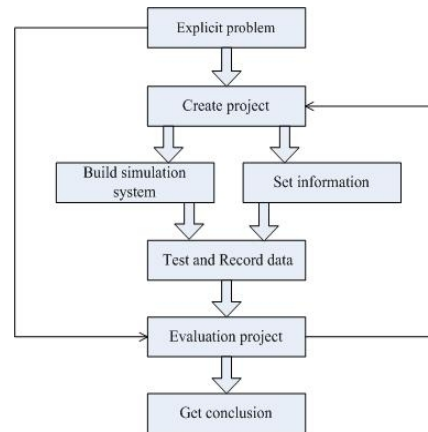 Explicit problem
Create project
Build simulation
system
Set information
Test and Record data
Evaluation project
Get conclusion